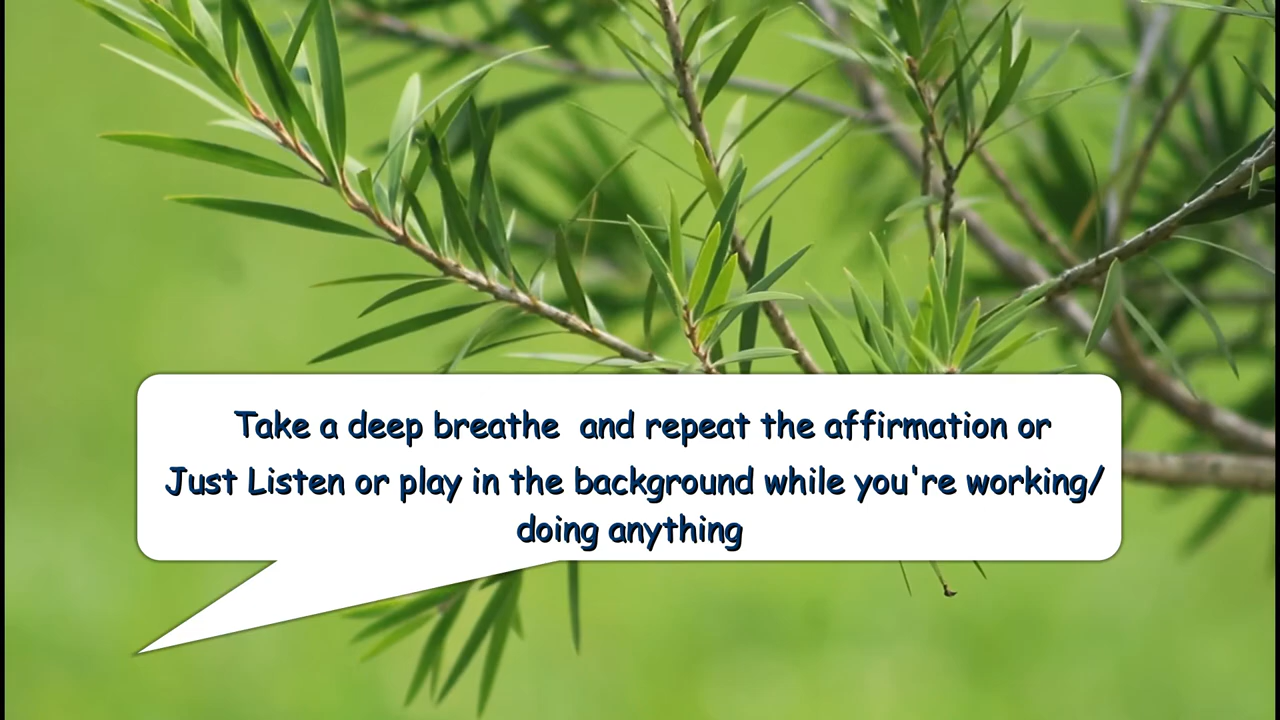 Take a deep breathe  and repeat the affirmation or
Just Listen or play in the background while you're working/
doing anything